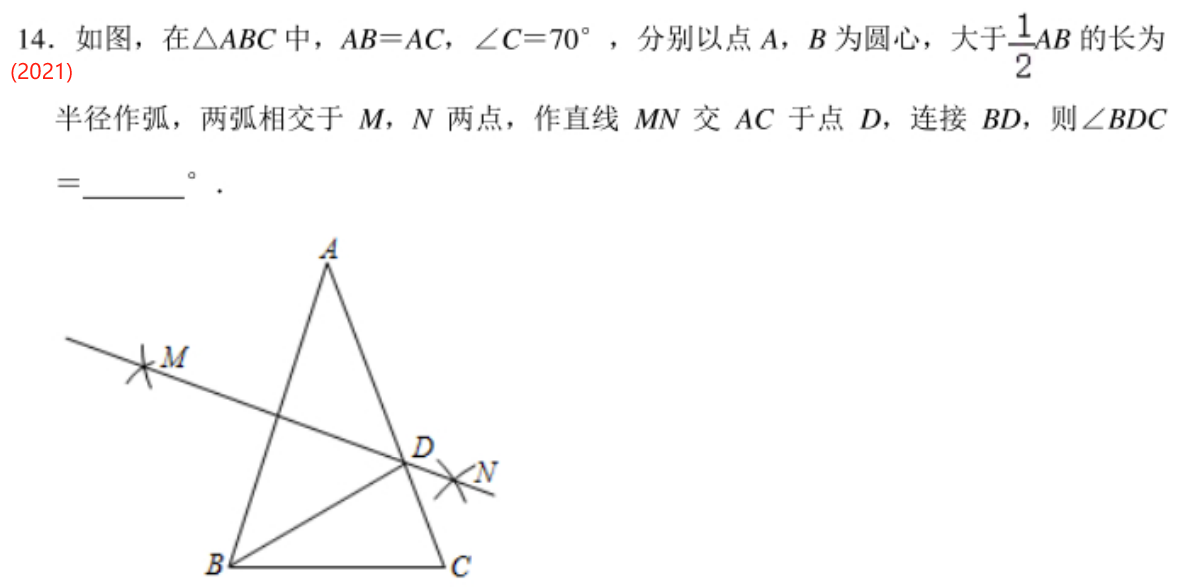 14．如图，在△ABC 中，AB＝AC，∠C＝70°，分别以点 A，B 为圆心，大于$\frac{1}{2}$AB 的长为
(2021)
半径作弧，两弧相交于 M，N 两点，作直线 MN 交 AC 于点 D，连接 BD，则∠BDC
＝______°．
A
M
D
N
B
C